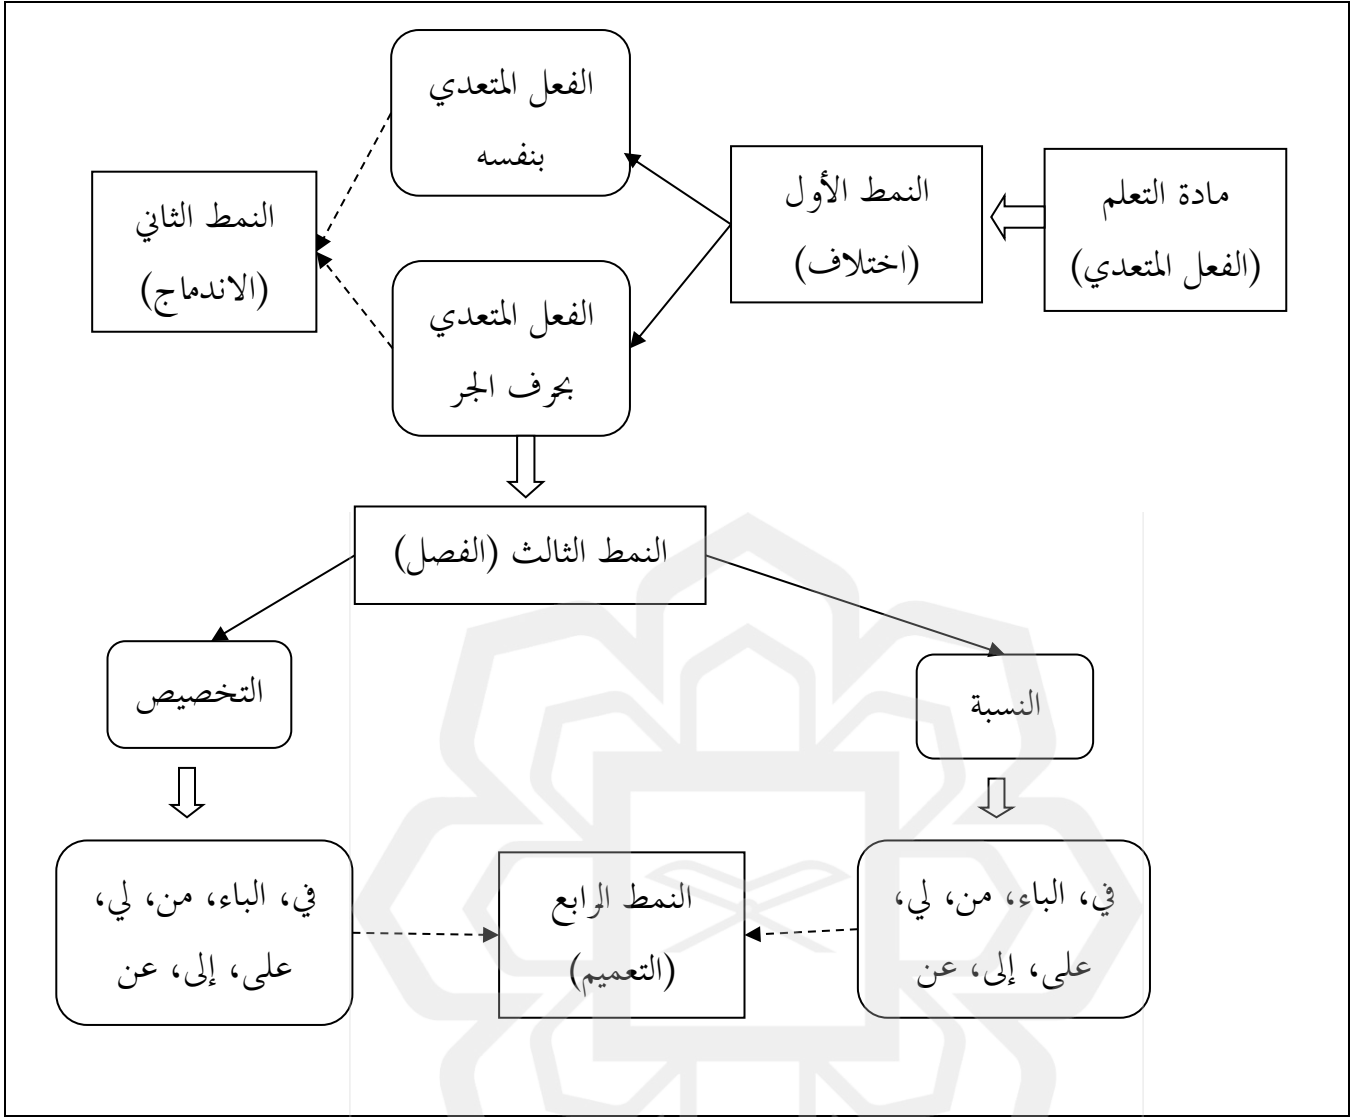 مادة التعلم
(الفعل المتعدي)
النمط الأول
(اختلاف)
الفعل المتعدي
بنفسه
الفعل المتعدي
بحرف الجر
النمط الثاني
(الاندماج)
النمط الثالث (الفصل)
النسبة
التخصيص
في، الباء، من، لي،
على، إلى، عن
النمط الرابع
(التعميم)
في، الباء، من، لي،
على، إلى، عن